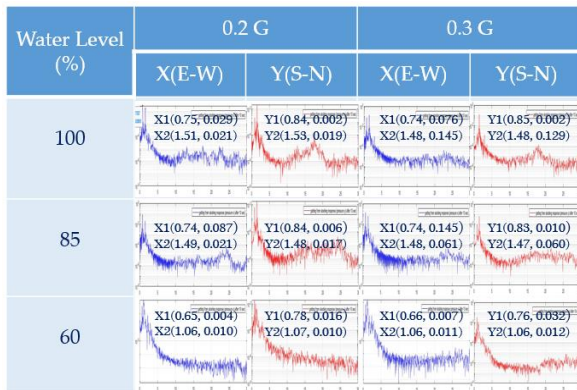 Water Level
(%)
0.2 G
0.3 G
X(E-W)
Y(S-N)
X(E-W)
Y(S-N)
100
X1(0.75, 0.029)
X2(1.51, 0.021)
Y1(0.84, 0.002)
Y2(1.53, 0.019)
X1(0.74, 0.076)
X2(1.48, 0.145)
Y1(0.85, 0.002)
Y2(1.48, 0.129)
85
X1(0.74, 0.087)
X2(1.49, 0.021)
Y1(0.84, 0.006)
Y2(1.48, 0.017)
X1(0.74, 0.145)
X2(1.48, 0.061)
Y1(0.83, 0.010)
Y2(1.47, 0.060)
60
X1(0.65, 0.004)
X2(1.06, 0.010)
Y1(0.78, 0.016)
Y2(1.07, 0.010)
X1(0.66, 0.007)
X2(1.06, 0.011)
Y1(0.76, 0.032)
Y2(1.06, 0.012)